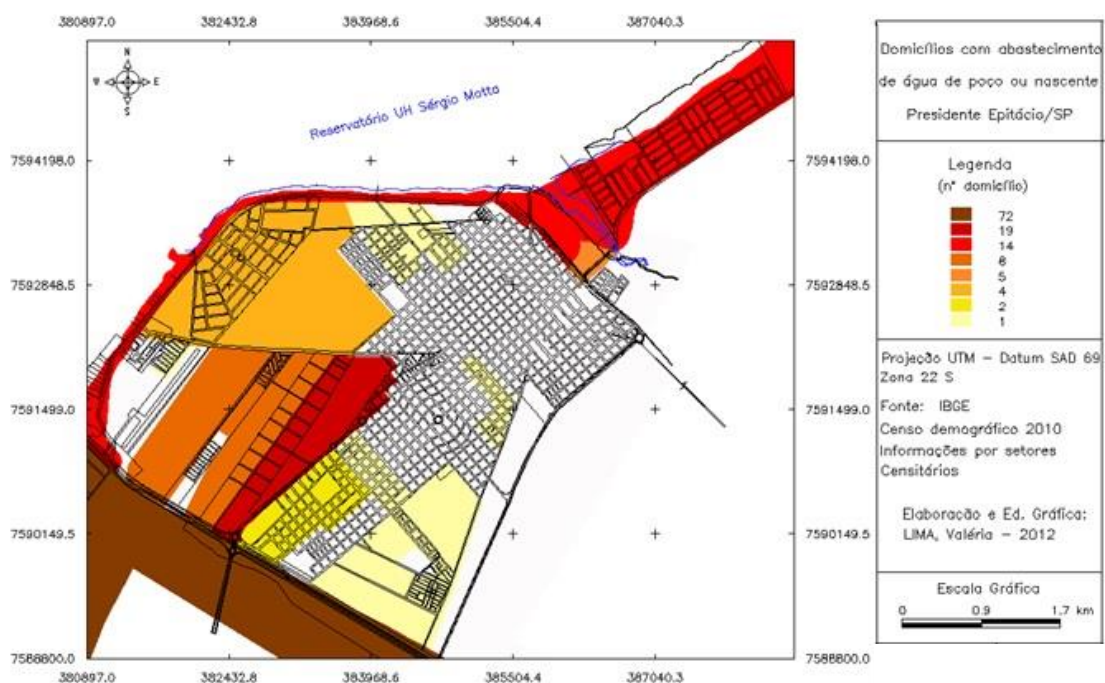 380897.0 382432.8 383968.6 385504.4 387040.3
N
W E
S
Reservatório UH Sérgio Motta
7594198.0 7594198.0
7592848.5 7592848.5
7591499.0 7591499.0
7590149.5 7590149.5
7588800.0 7588800.0
380897.0 382432.8 383968.6 385504.4 387040.3
Domicílios com abastecimento
de água de poço ou nascente
Presidente Epitácio/SP
Legenda
(n° domicílio)
72
19
14
8
5
4
2
1
Projeção UTM - Datum SAD 69
Zona 22 S
Fonte: IBGE
Censo demográfico 2010
Informações por setores
Censitários
Elaboração e Ed. Gráfica:
LIMA, Valéria - 2012
Escala Gráfica
0 0.9 1.7 km